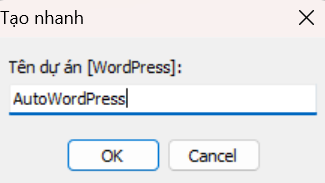 Tạo nhanh
Tên dự án [WordPress]:
AutoWordPress
OK
Cancel